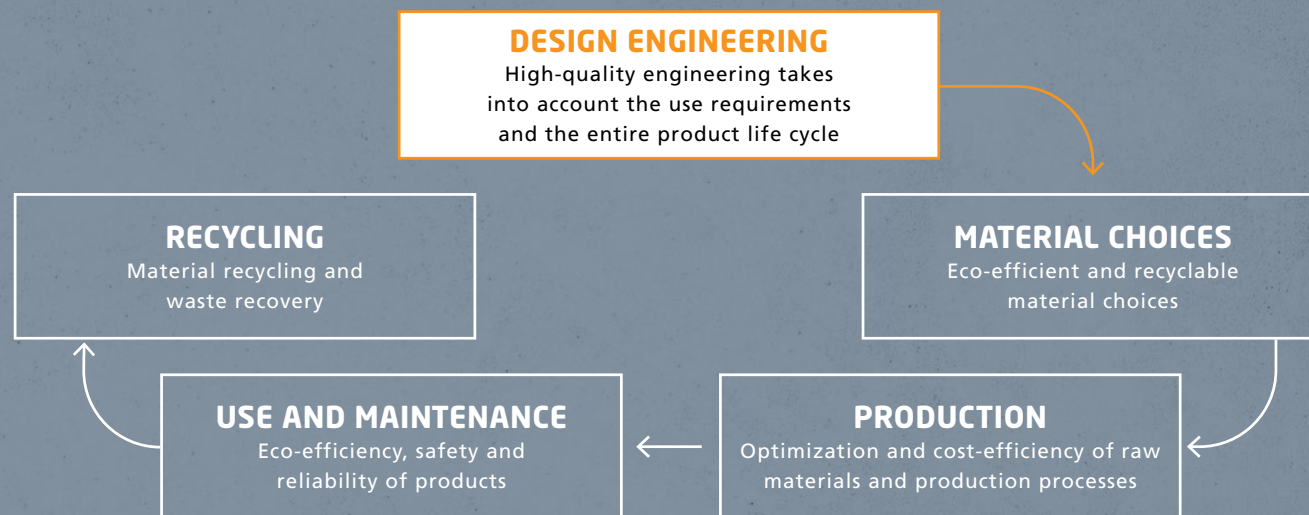 DESIGN ENGINEERING
High-quality engineering takes
into account the use requirements
and the entire product life cycle
RECYCLING
Material recycling and
waste recovery
MATERIAL CHOICES
Eco-efficient and recyclable
material choices
USE AND MAINTENANCE
Eco-efficiency, safety and
reliability of products
PRODUCTION
Optimization and cost-efficiency of raw
materials and production processes